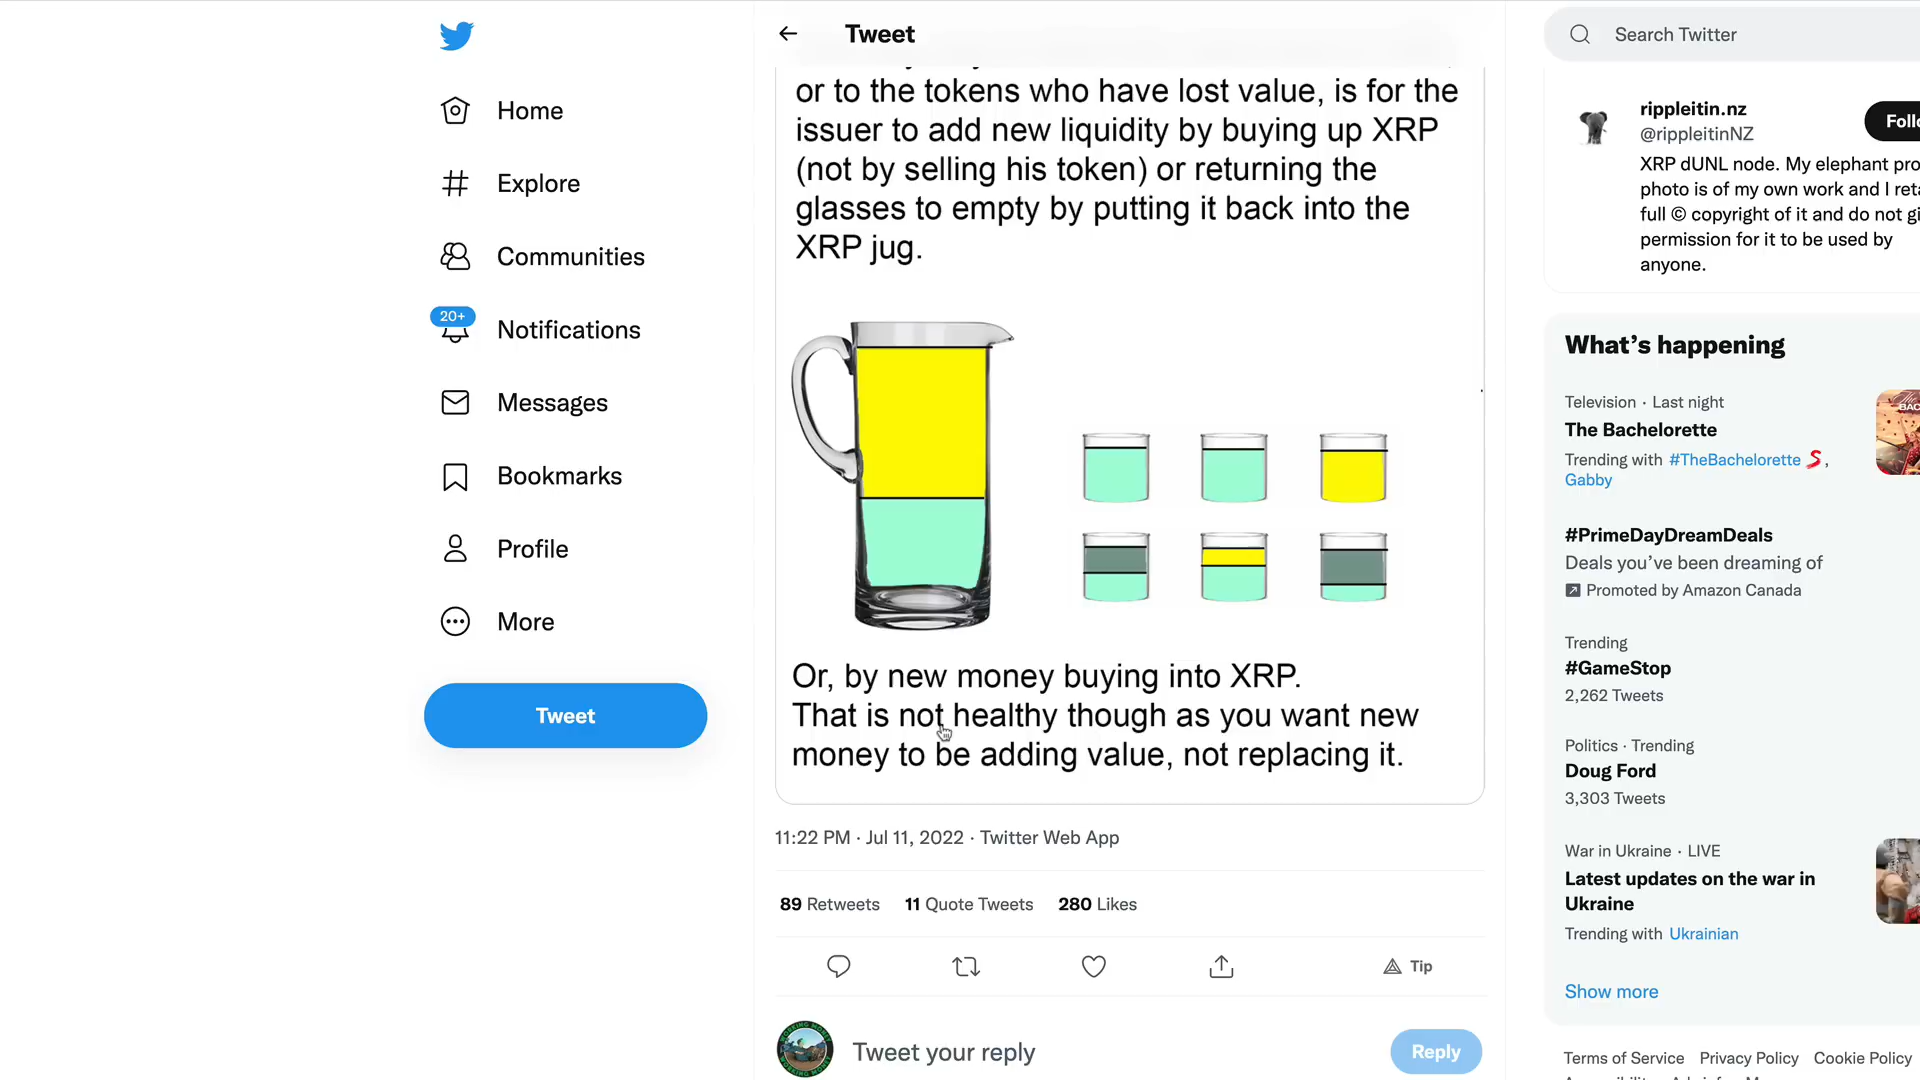 Home
Explore
Communities
20+
Notifications
Messages
Bookmarks
Profile
More
Tweet
Tweet
or to the tokens who have lost value, is for the
issuer to add new liquidity by buying up XRP
(not by selling his token) or returning the
glasses to empty by putting it back into the
XRP jug.
Or, by new money buying into XRP.
That is not healthy though as you want new
money to be adding value, not replacing it.
11:22 PM · Jul 11, 2022 · Twitter Web App
89 Retweets 11 Quote Tweets 280 Likes
Tip
Tweet your reply
Reply
Search Twitter
rippleitin.nz
@rippleitinNZ
Follo
XRP dUNL node. My elephant pro
photo is of my own work and I reta
full © copyright of it and do not gi
permission for it to be used by
anyone.
What's happening
Television · Last night
The Bachelorette
Trending with #TheBachelorette,
Gabby
#PrimeDayDreamDeals
Deals you've been dreaming of
Promoted by Amazon Canada
Trending
#GameStop
2,262 Tweets
Politics · Trending
Doug Ford
3,303 Tweets
War in Ukraine · LIVE
Latest updates on the war in
Ukraine
Trending with Ukrainian
Show more
Terms of Service Privacy Policy Cookie Policy